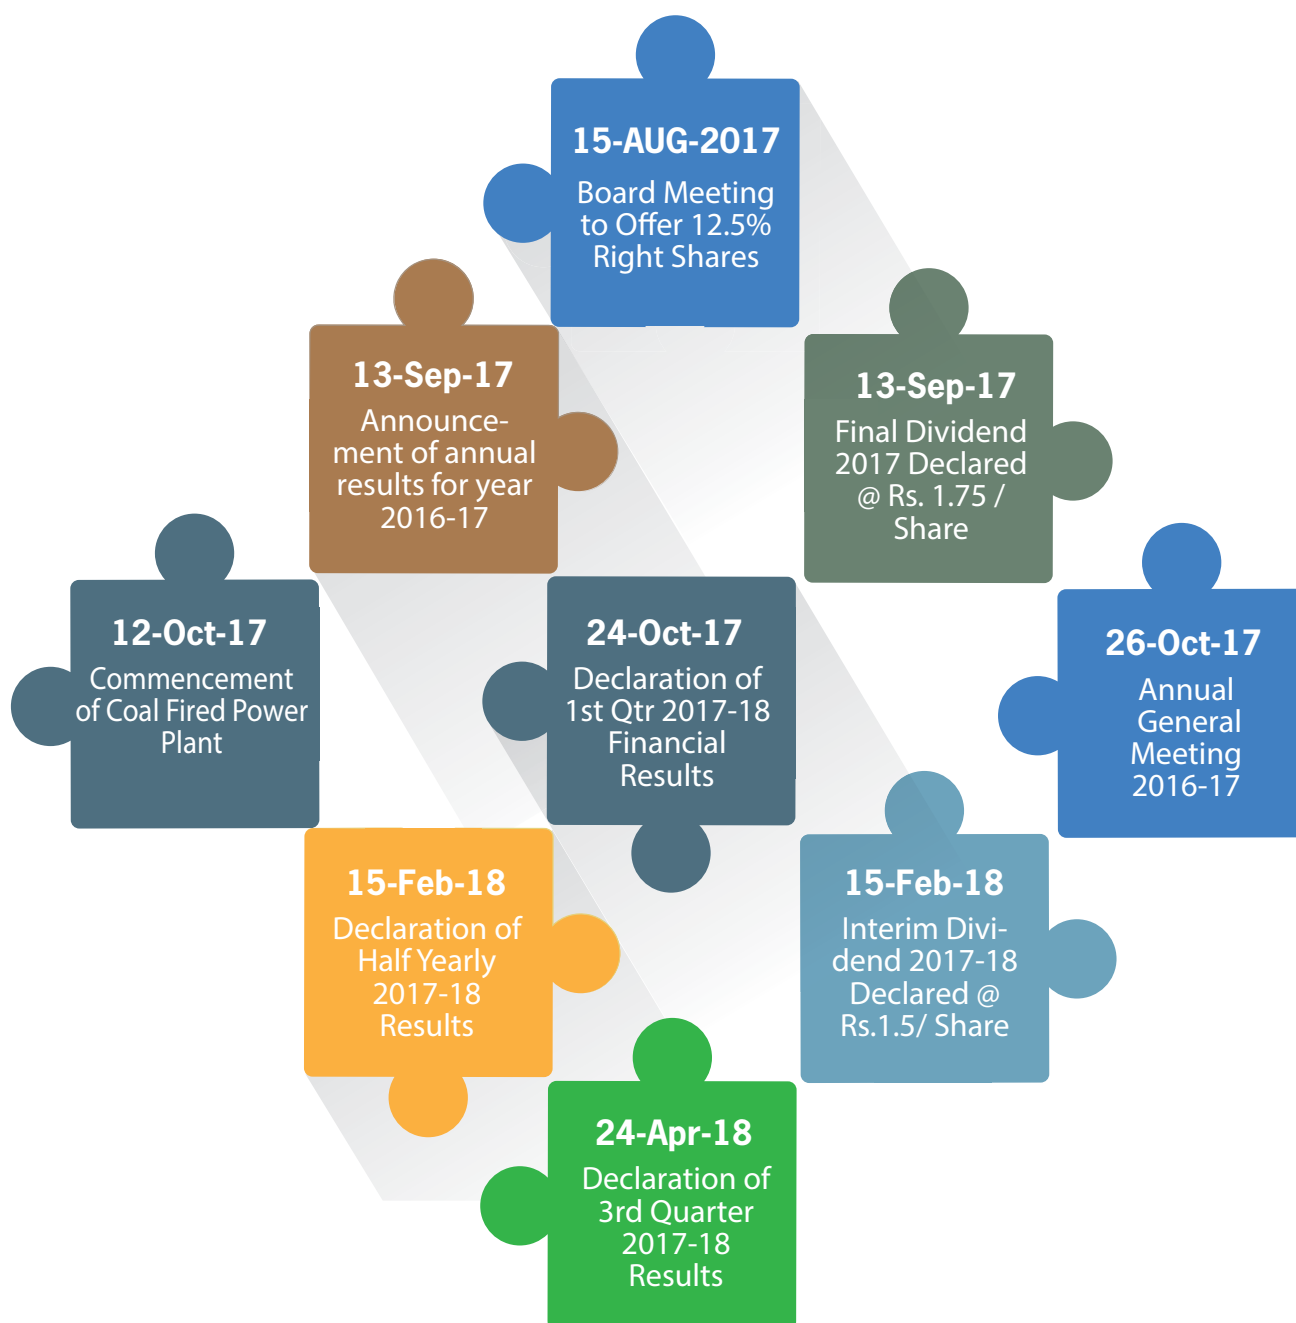 15-AUG-2017
Board Meeting
to Offer 12.5%
Right Shares
13-Sep-17
Announce-
ment of annual
results for year
2016-17
13-Sep-17
Final Dividend
2017 Declared
@ Rs. 1.75 /
Share
12-Oct-17
Commencement
of Coal Fired Power
Plant
24-Oct-17
Declaration of
1st Qtr 2017-18
Financial
Results
26-Oct-17
Annual
General
Meeting
2016-17
15-Feb-18
Declaration of
Half Yearly
2017-18
Results
15-Feb-18
Interim Divi-
dend 2017-18
Declared @
Rs.1.5/ Share
24-Apr-18
Declaration of
3rd Quarter
2017-18
Results